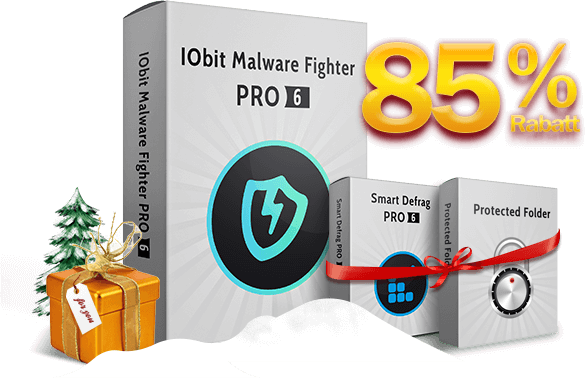 IObit Malware Fighter
PRO 6
IObit Malware Fighter PRO 6
85%
Rabatt
Smart Defrag
PRO 6
Smart Defrag PRO 6
Protected Folder
Protected Folder
for you